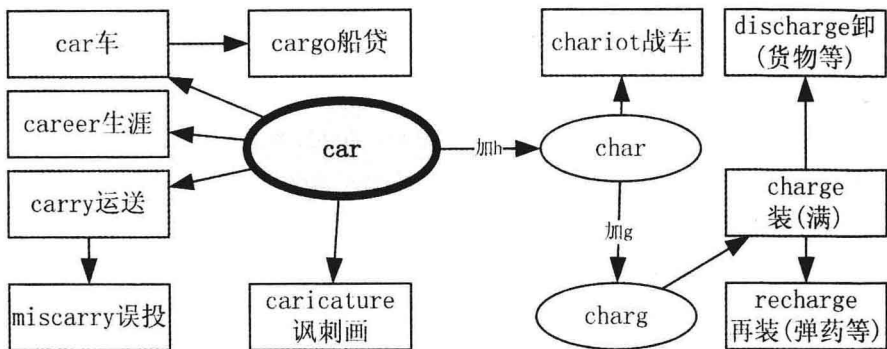 car车
cargo船贷
chariot战车
discharge卸
(货物等)
career生涯
car
加h
char
carry运送
charge
装(满)
加g
miscarry误投
caricature
讽刺画
charg
recharge
再装(弹药等)